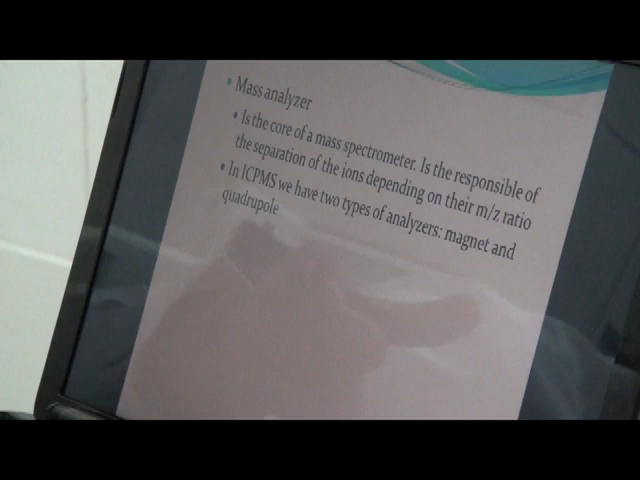 • Mass analyzer
• Is the core of a mass spectrometer. Is the responsible of
the separation of the ions depending on their m/z ratio
• In ICPMS we have two types of analyzers: magnet and
quadrupole